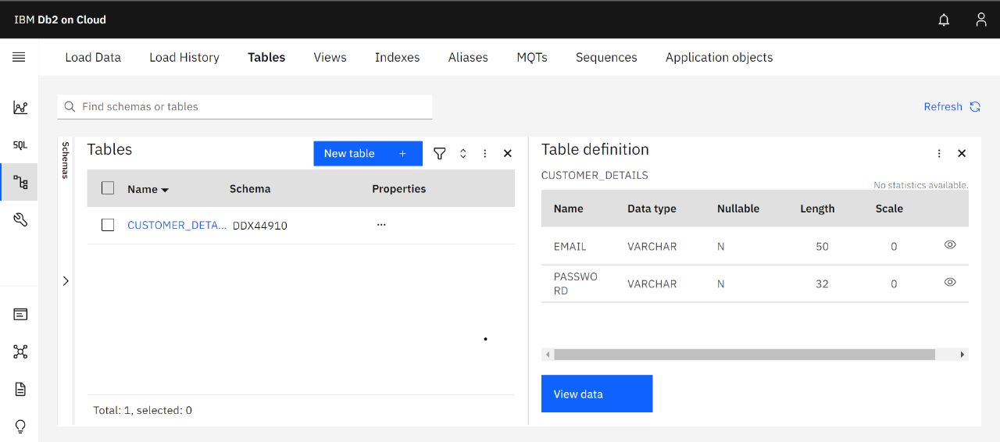 IBM Db2 on Cloud
Load Data Load History Tables Views Indexes Aliases MQTs Sequences Application objects
Find schemas or tables
Refresh
SQL
Schemas
Tables
New table +
Name Schema Properties
CUSTOMER_DETA... DDX44910 ...
Total: 1, selected: 0
Table definition
CUSTOMER_DETAILS
No statistics available.
Name Data type Nullable Length Scale
EMAIL VARCHAR N 50 0
PASSWO
RD VARCHAR N 32 0
View data